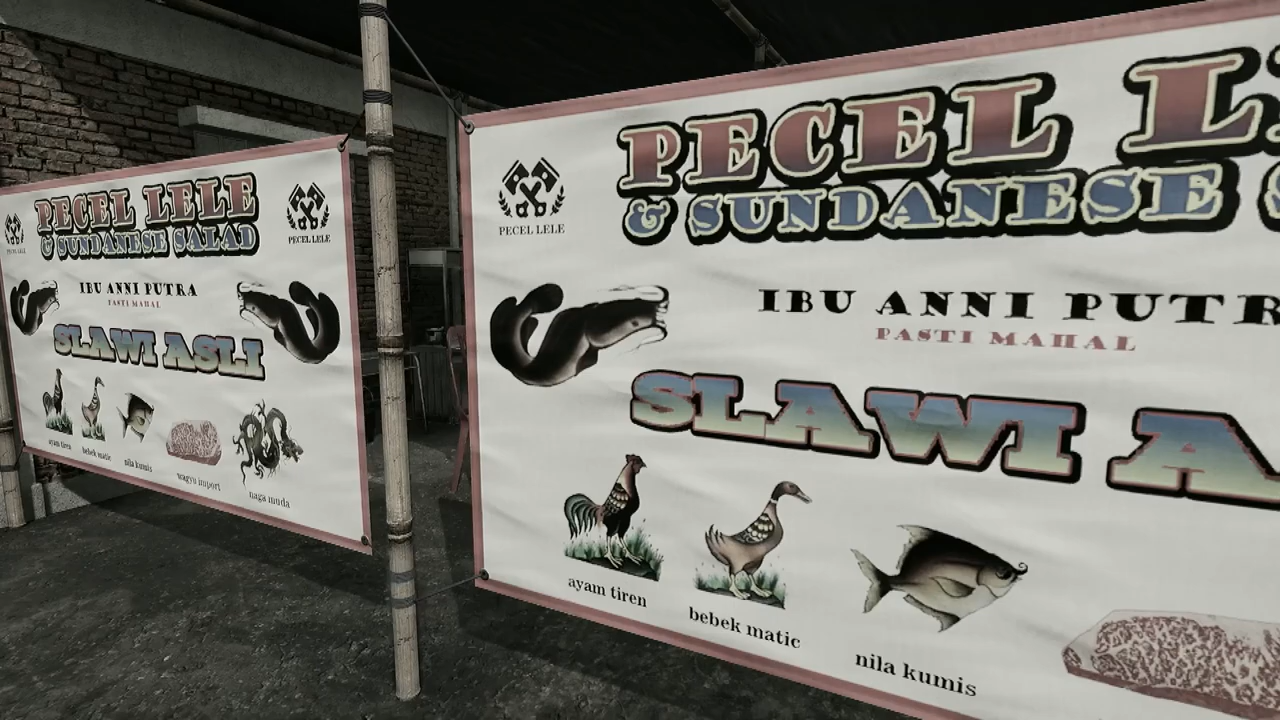 PECEL LELE
& SUNDANESE SALAD
PECEL LELE
PECEL LELE
IBU ANNI PUTRA
PASTI MAHAL
SLAWI ASLI
ayam tiren
bebek matic
nila kumis
wagyu import
naga muda
PECEL
& SUNDANESE
PECEL LELE
IBU ANNI PUTR
PASTI MAHAL
SLAWI A
ayam tiren
bebek matic
nila kumis